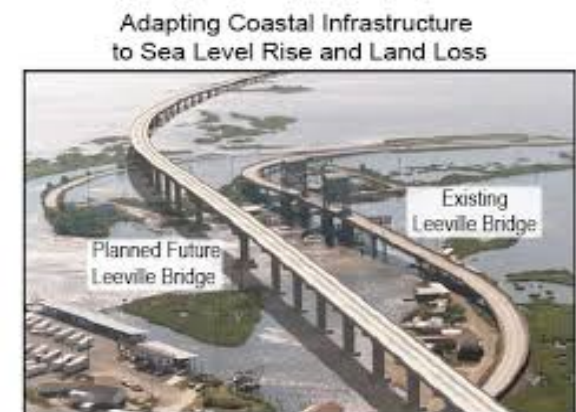 Adapting Coastal Infrastructure
to Sea Level Rise and Land Loss
Existing
Leeville Bridge
Planned Future
Leeville Bridge